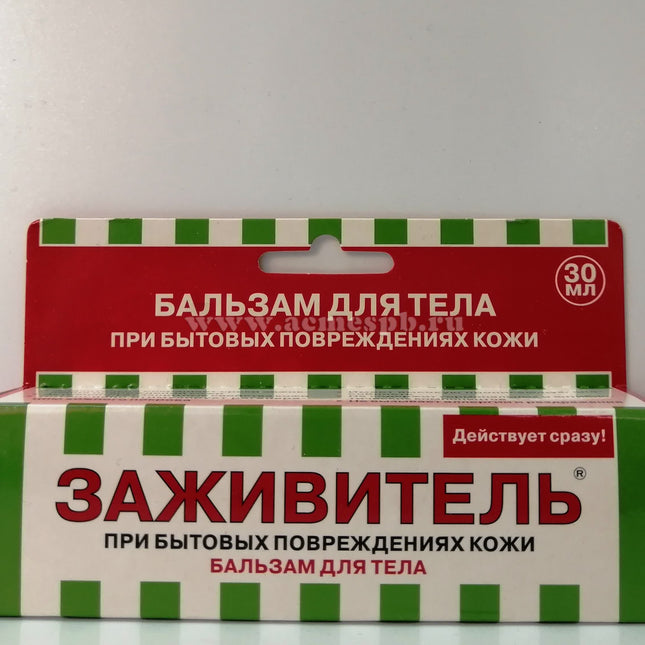 30
МЛ
БАЛЬЗАМ ДЛЯ ТЕЛА
www.acmespb.ru
ПРИ БЫТОВЫХ ПОВРЕЖДЕНИЯХ КОЖИ
Действует сразу!
ЗАЖИВИТЕЛЬ®
ПРИ БЫТОВЫХ ПОВРЕЖДЕНИЯХ КОЖИ
БАЛЬЗАМ ДЛЯ ТЕЛА